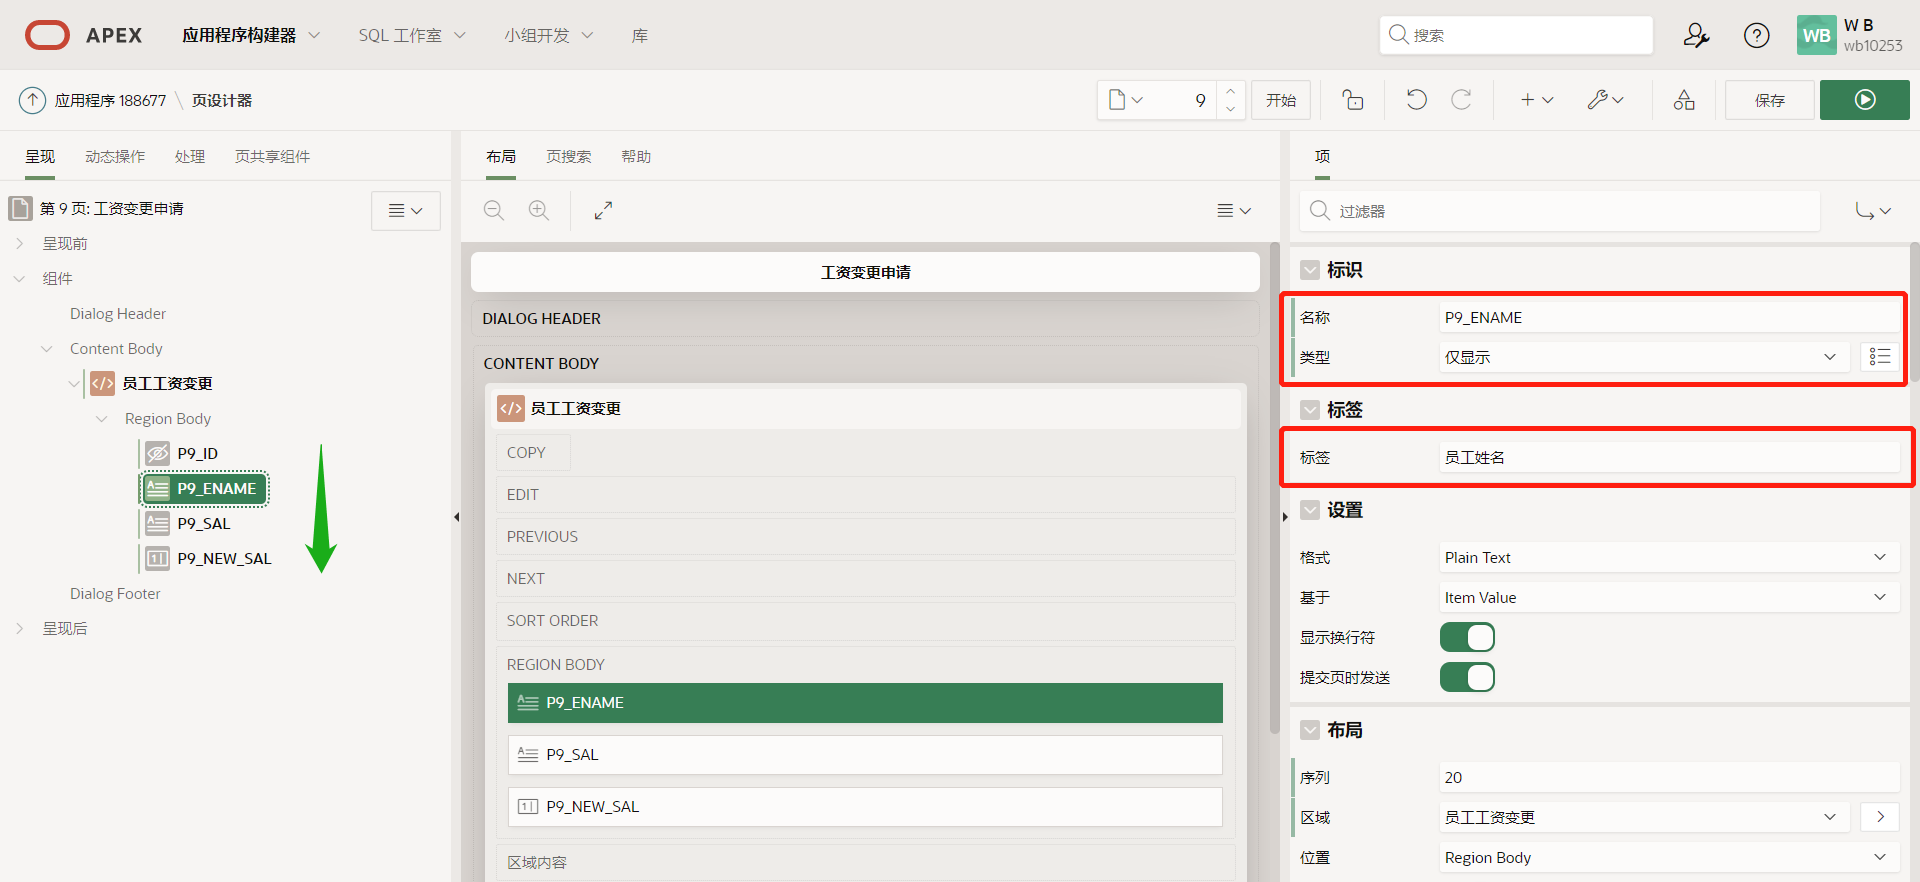 APEX 应用程序构建器 SQL 工作室 小组开发 库 搜索 WB W B
wb10253
应用程序 188677 \ 页设计器 9 开始 保存
呈现 动态操作 处理 页共享组件
第 9 页: 工资变更申请
呈现前
组件
Dialog Header
Content Body
员工工资变更
Region Body
P9_ID
P9_ENAME
P9_SAL
P9_NEW_SAL
Dialog Footer
呈现后
布局 页搜索 帮助
工资变更申请
DIALOG HEADER
CONTENT BODY
员工工资变更
COPY
EDIT
PREVIOUS
NEXT
SORT ORDER
REGION BODY
P9_ENAME
P9_SAL
P9_NEW_SAL
区域内容
项
过滤器
标识
名称 P9_ENAME
类型 仅显示
标签
标签 员工姓名
设置
格式 Plain Text
基于 Item Value
显示换行符
提交页时发送
布局
序列 20
区域 员工工资变更
位置 Region Body